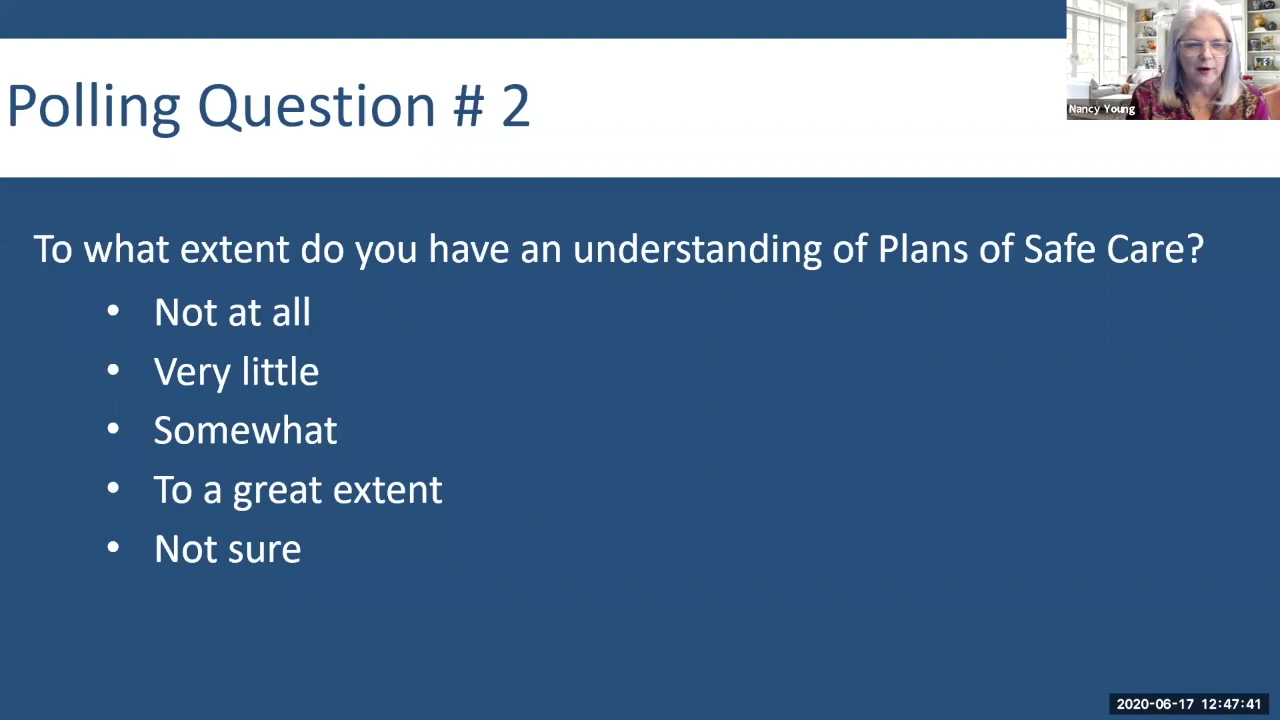 Polling Question # 2
Nancy Young
To what extent do you have an understanding of Plans of Safe Care?
• Not at all
• Very little
• Somewhat
• To a great extent
• Not sure
2020-06-17 12:47:41